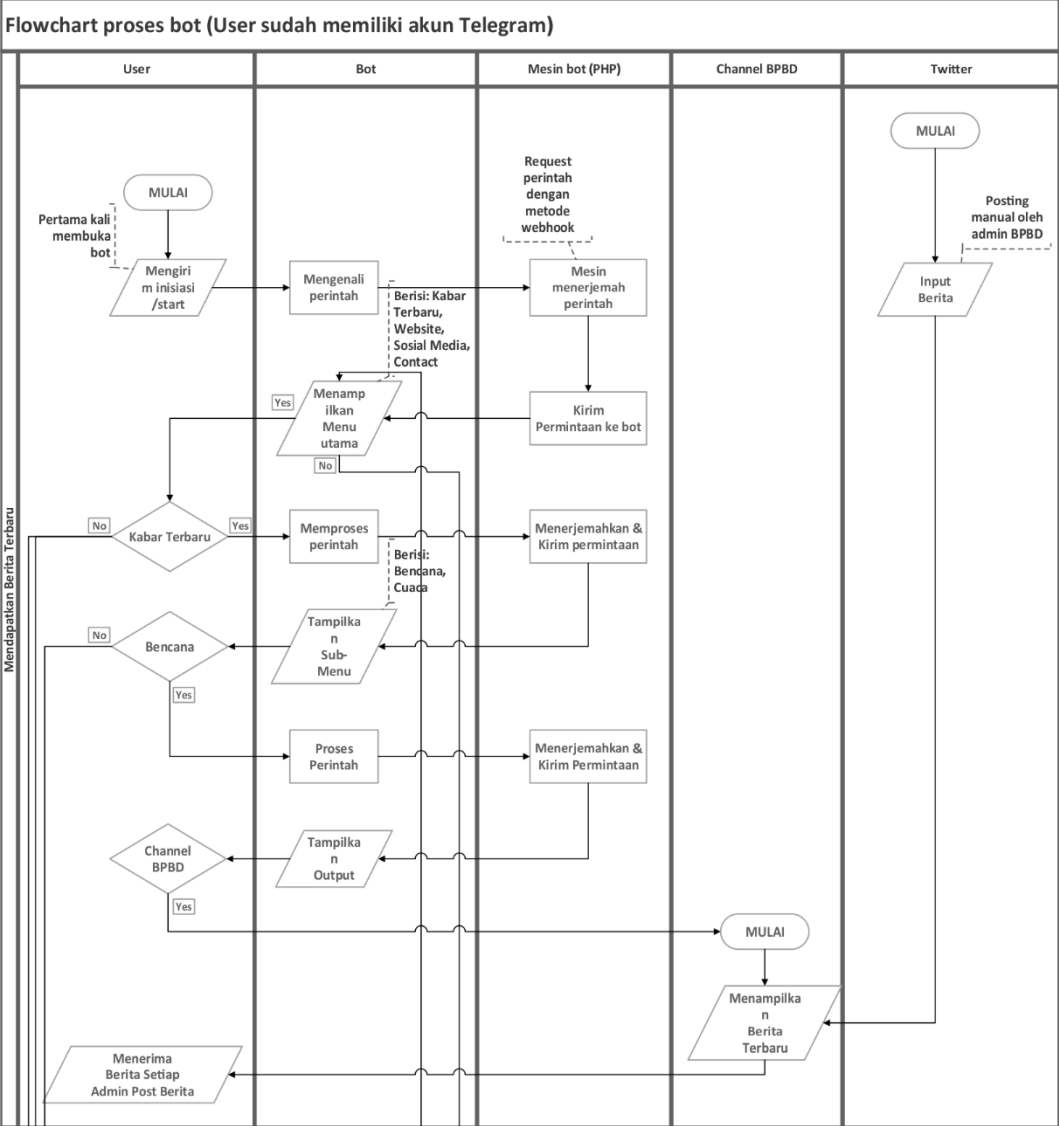 Flowchart proses bot (User sudah memiliki akun Telegram)
User
Bot
Mesin bot (PHP)
Channel BPBD
Twitter
Mendapatkan Berita Terbaru
MULAI
MULAI
Request
perintah
dengan
metode
webhook
Pertama kali
membuka
bot
Posting
manual oleh
admin BPBD
Mengiri
m inisiasi
/start
Mengenali
perintah
Mesin
menerjemah
perintah
Input
Berita
Berisi: Kabar
Terbaru,
Website,
Sosial Media,
Contact
Yes
Menamp
ilkan
Menu
utama
Kirim
Permintaan ke bot
No
No
Kabar Terbaru
Yes
Memproses
perintah
Menerjemahkan &
Kirim permintaan
Berisi:
Bencana,
Cuaca
No
Bencana
Tampilka
n
Sub-
Menu
Yes
Proses
Perintah
Menerjemahkan &
Kirim Permintaan
Channel
BPBD
Tampilka
n
Output
Yes
MULAI
Menampilka
n
Berita
Terbaru
Menerima
Berita Setiap
Admin Post Berita